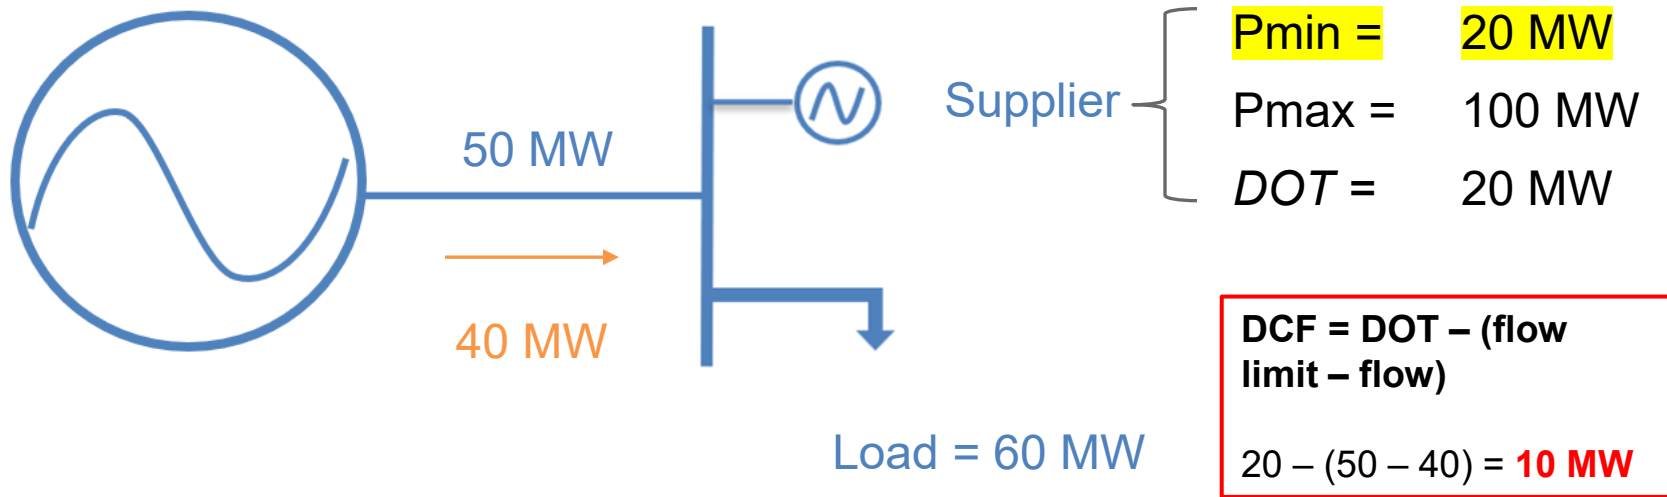 50 MW
40 MW
Supplier
Pmin = 20 MW
Pmax = 100 MW
DOT = 20 MW
Load = 60 MW
DCF = DOT – (flow
limit – flow)
20 – (50 – 40) = 10 MW